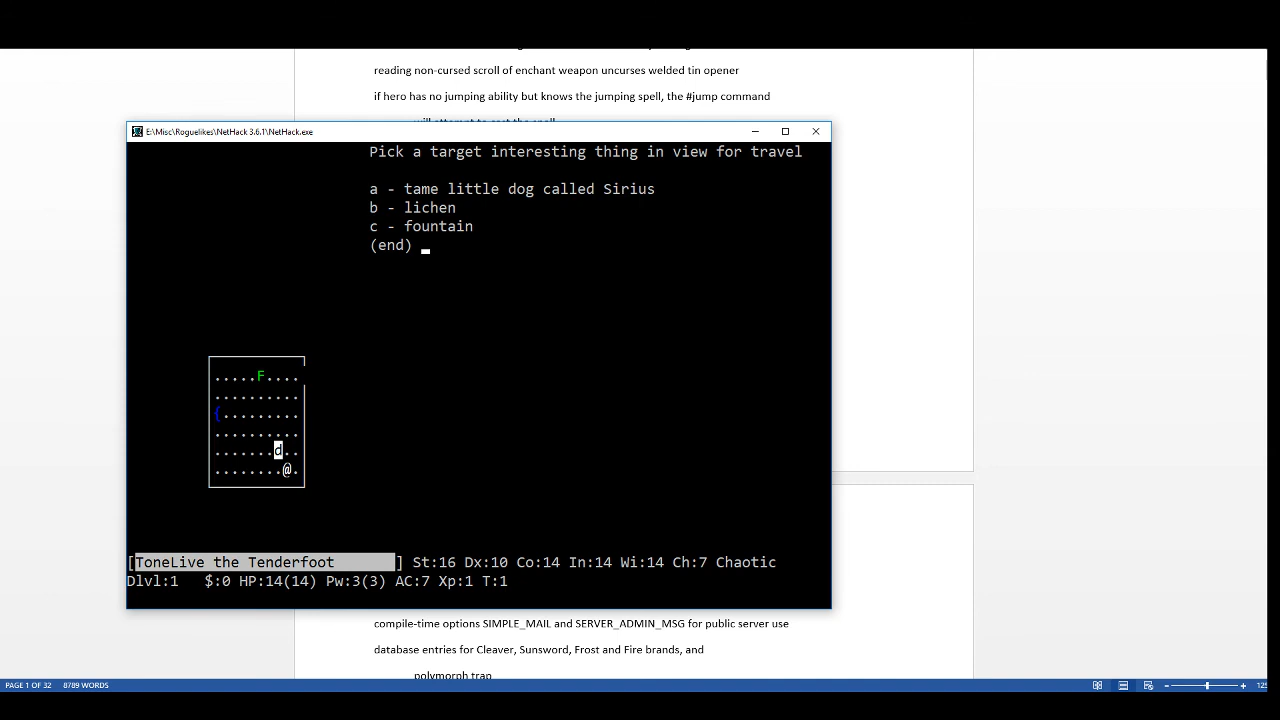 reading non-cursed scroll of enchant weapon uncurses welded tin opener
if hero has no jumping ability but knows the jumping spell, the #jump command
E:\Misc\Roguelikes\NetHack 3.6.1\NetHack.exe
Pick a target interesting thing in view for travel
a - tame little dog called Sirius
b - lichen
c - fountain
(end)
.....F....
.........
{.........
..........
.......d..
........@.
[ToneLive the Tenderfoot ] St:16 Dx:10 Co:14 In:14 Wi:14 Ch:7 Chaotic
Dlvl:1 $:0 HP:14(14) Pw:3(3) AC:7 Xp:1 T:1
compile-time options SIMPLE_MAIL and SERVER_ADMIN_MSG for public server use
database entries for Cleaver, Sunsword, Frost and Fire brands, and
polymorph trap
PAGE 1 OF 32 8789 WORDS